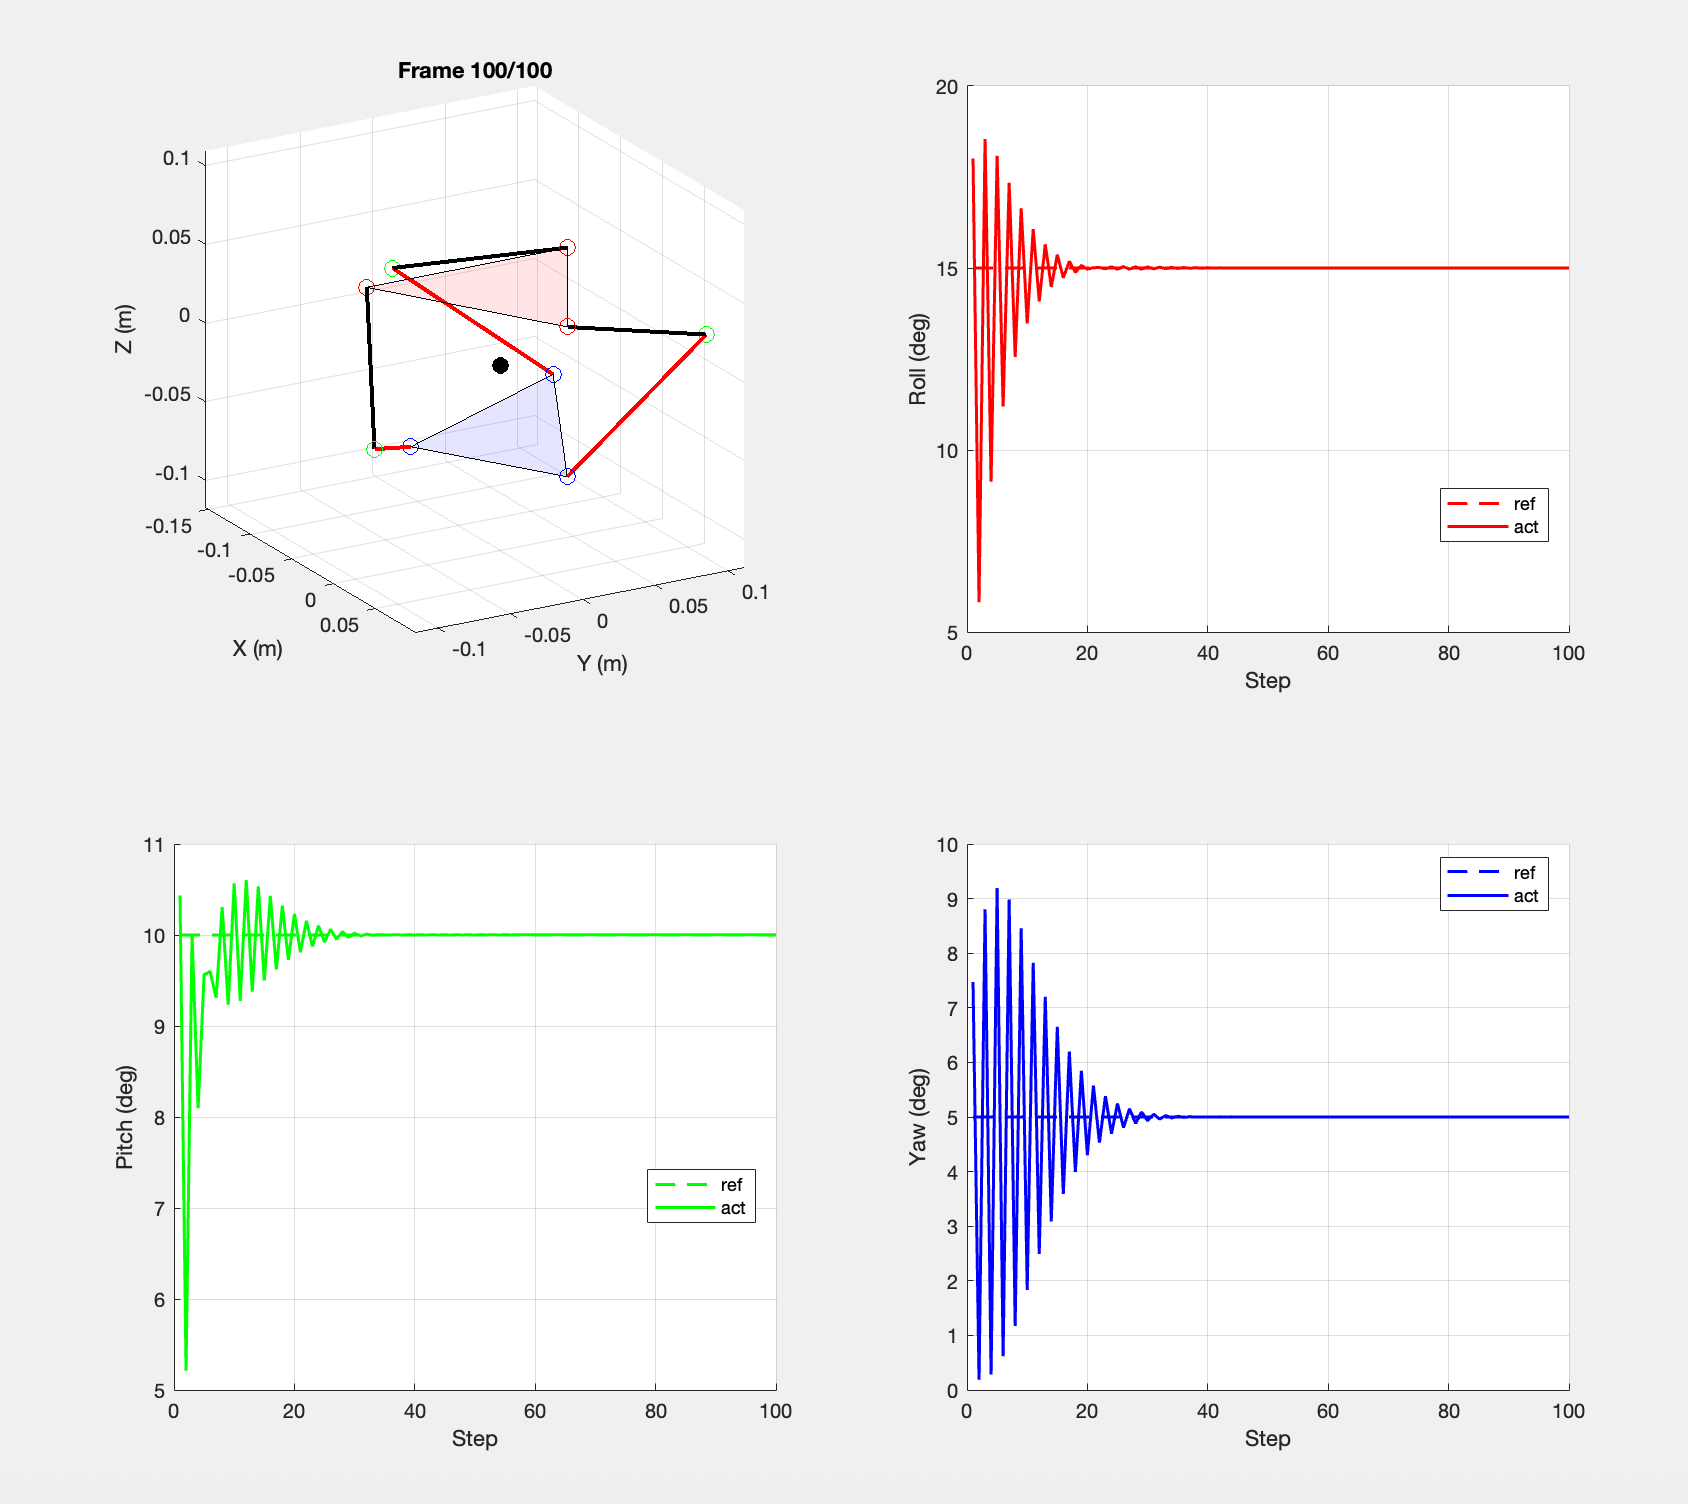 Frame 100/100
0.1
0.05
0
-0.05
-0.1
Z (m)
-0.15
-0.1
-0.05
0
0.05
X (m)
-0.1
-0.05
0
0.05
0.1
Y (m)
20
15
10
5
Roll (deg)
0 20 40 60 80 100
Step
ref
act
11
10
9
8
7
6
5
Pitch (deg)
0 20 40 60 80 100
Step
ref
act
10
9
8
7
6
5
4
3
2
1
0
Yaw (deg)
0 20 40 60 80 100
Step
ref
act